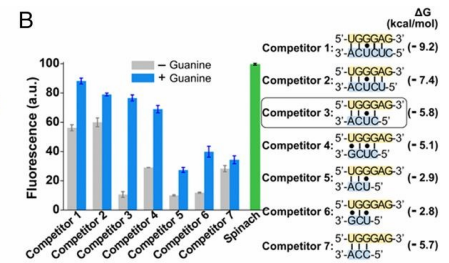 B
ΔG
(kcal/mol)
Fluorescence (a.u.)
100
80
60
40
20
0
− Guanine
+ Guanine
Competitor 1
Competitor 2
Competitor 3
Competitor 4
Competitor 5
Competitor 6
Competitor 7
Spinach
5'-UGGGAG-3'
Competitor 1: (- 9.2)
3'-ACUCUC-5'
5'-UGGGAG-3'
Competitor 2: (- 7.4)
3'-ACUCU-5'
5'-UGGGAG-3'
Competitor 3: (- 5.8)
3'-ACUC-5'
5'-UGGGAG-3'
Competitor 4: (- 5.1)
3'-GCUC-5'
5'-UGGGAG-3'
Competitor 5: (- 2.9)
3'-ACU-5'
5'-UGGGAG-3'
Competitor 6: (- 2.8)
3'-GCU-5'
5'-UGGGAG-3'
Competitor 7: (- 5.7)
3'-ACC-5'